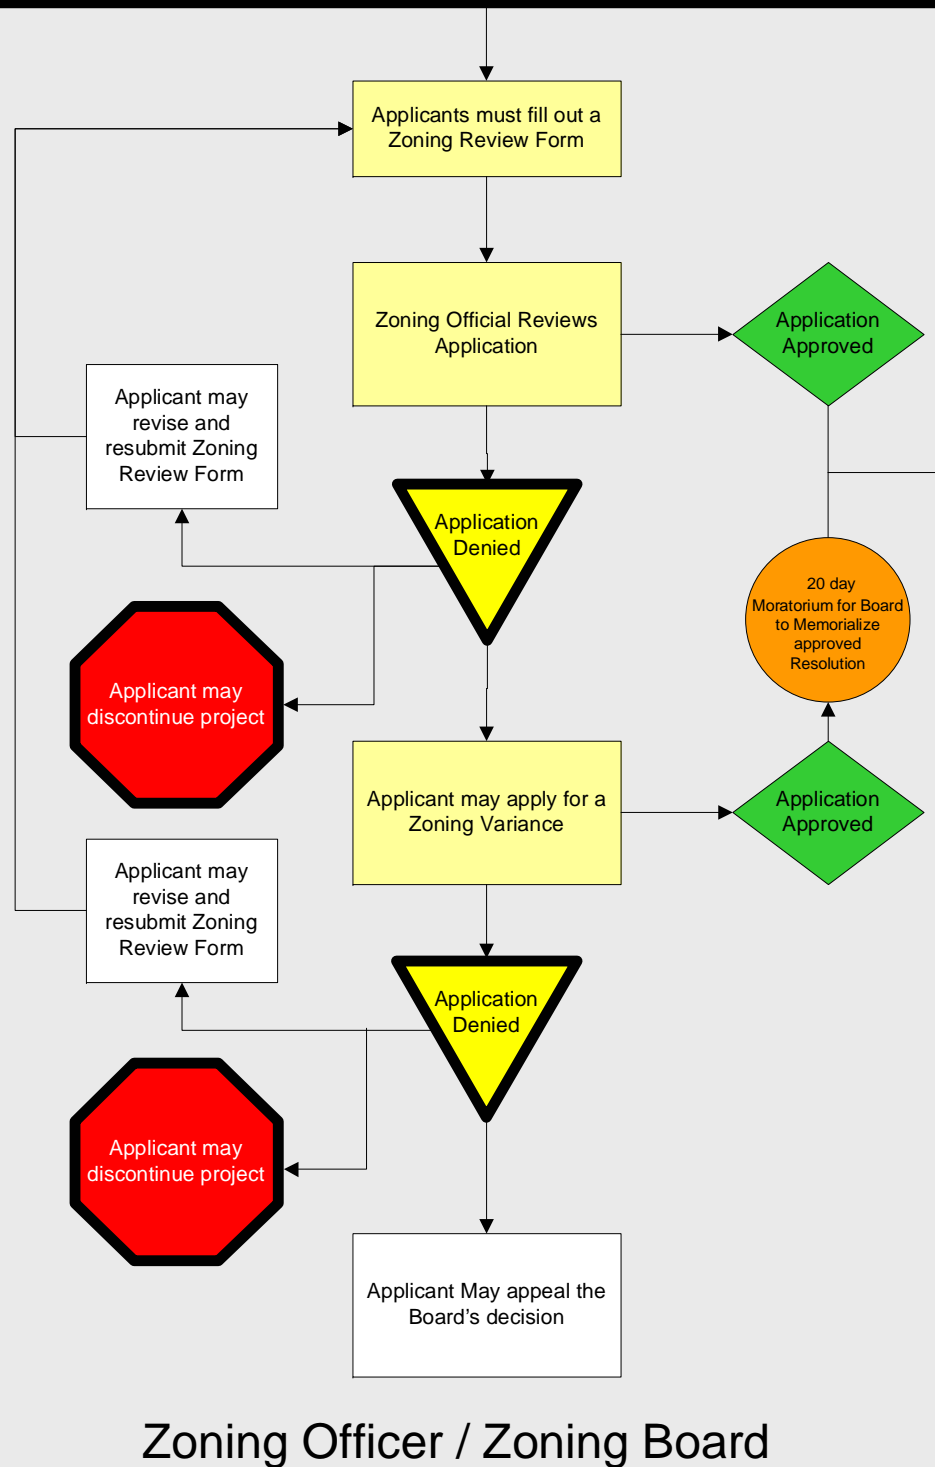 Applicants must fill out a
Zoning Review Form
Zoning Official Reviews
Application
Application
Approved
Applicant may
revise and
resubmit Zoning
Review Form
Application
Denied
20 day
Moratorium for Board
to Memorialize
approved
Resolution
Applicant may
discontinue project
Applicant may apply for a
Zoning Variance
Application
Approved
Applicant may
revise and
resubmit Zoning
Review Form
Application
Denied
Applicant may
discontinue project
Applicant May appeal the
Board's decision
Zoning Officer / Zoning Board